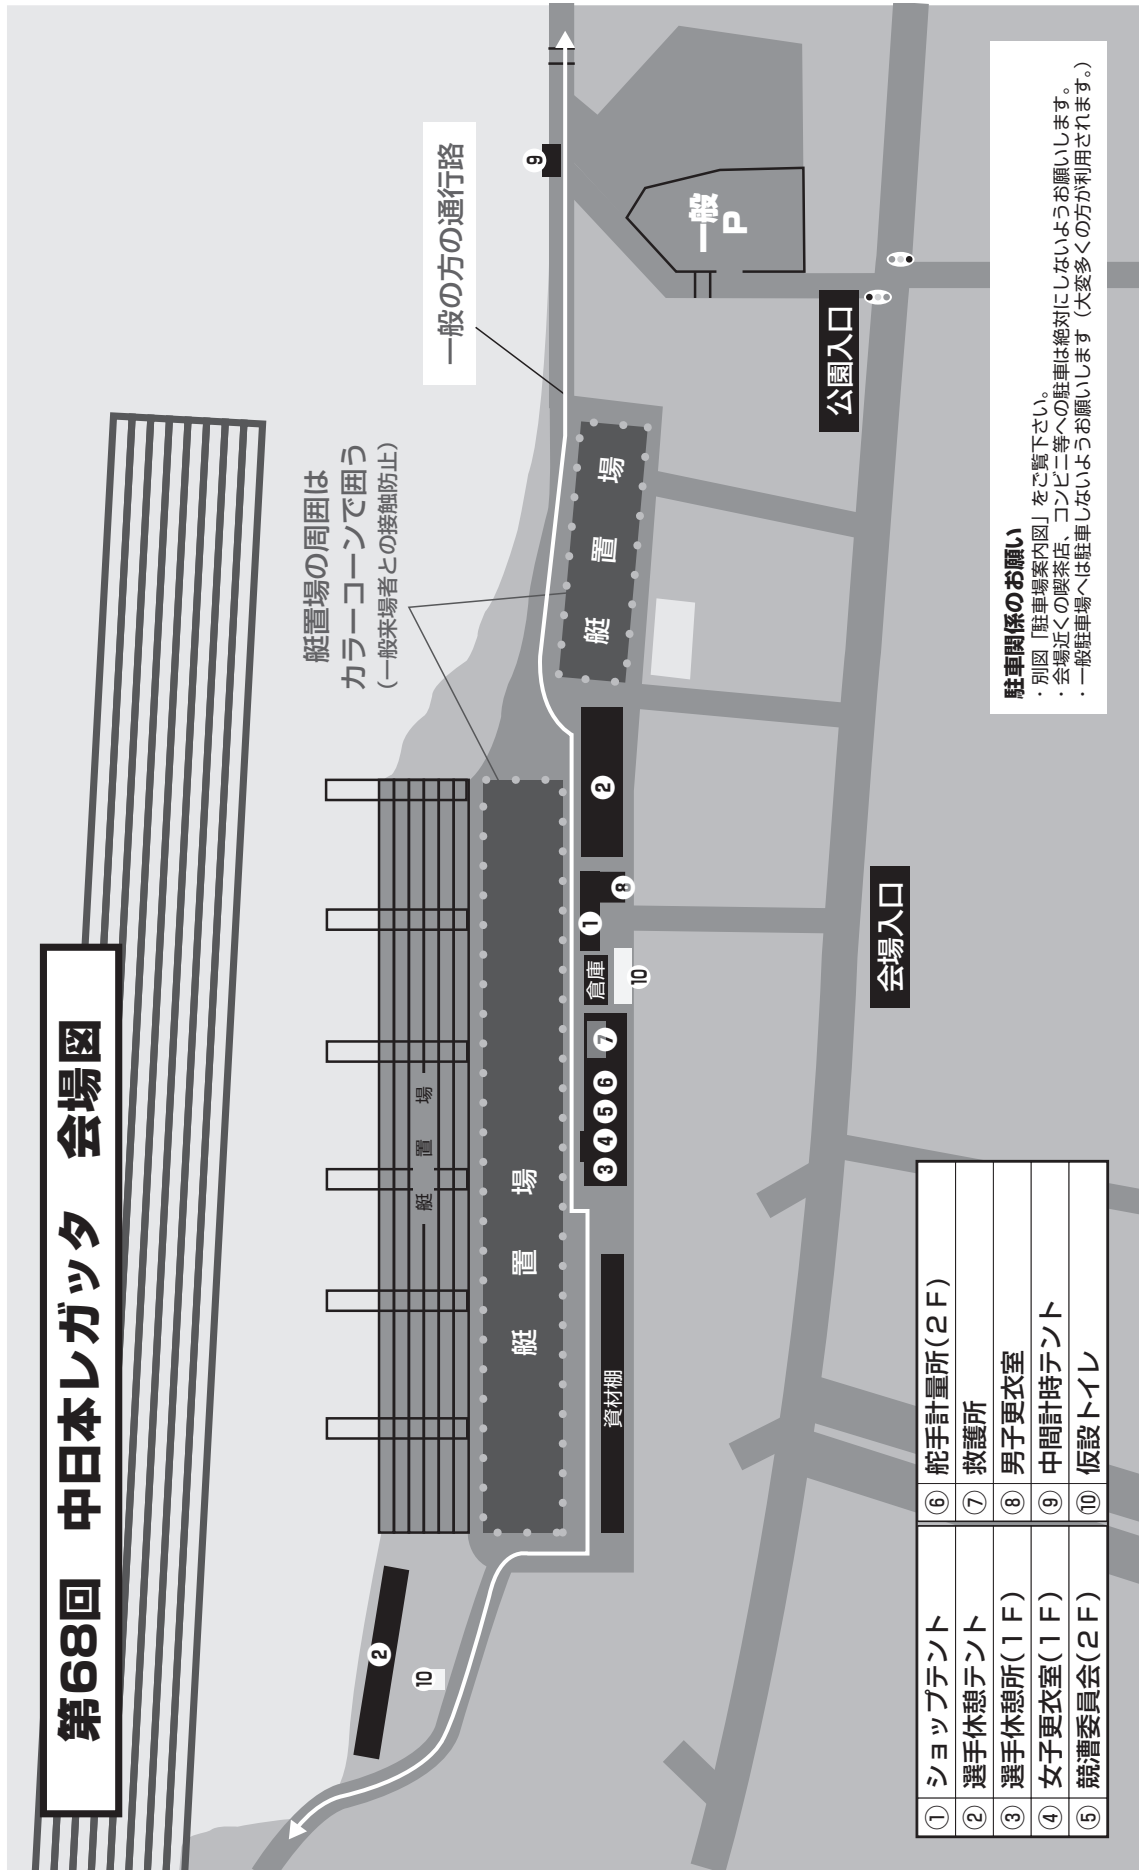 第68回 中日本レガッタ 会場図
艇置場の周囲は
カラーコーンで囲う
(一般来場者との接触防止)
一般の方の通行路
9
一般
P
公園入口
艇 置 場
艇 置 場
艇 置 場
2
10
資材棚
3 4 5 6 7
倉庫
10
1
8
2
会場入口
① ショップテント
② 選手休憩テント
③ 選手休憩所(1F)
④ 女子更衣室(1F)
⑤ 競漕委員会(2F)
⑥ 舵手計量所(2F)
⑦ 救護所
⑧ 男子更衣室
⑨ 中間計時テント
⑩ 仮設トイレ
駐車関係のお願い
・別図「駐車場案内図」をご覧下さい。
・会場近くの喫茶店、コンビニ等への駐車は絶対にしないようお願いします。
・一般駐車場へは駐車しないようお願いします(大変多くの方が利用されます。)